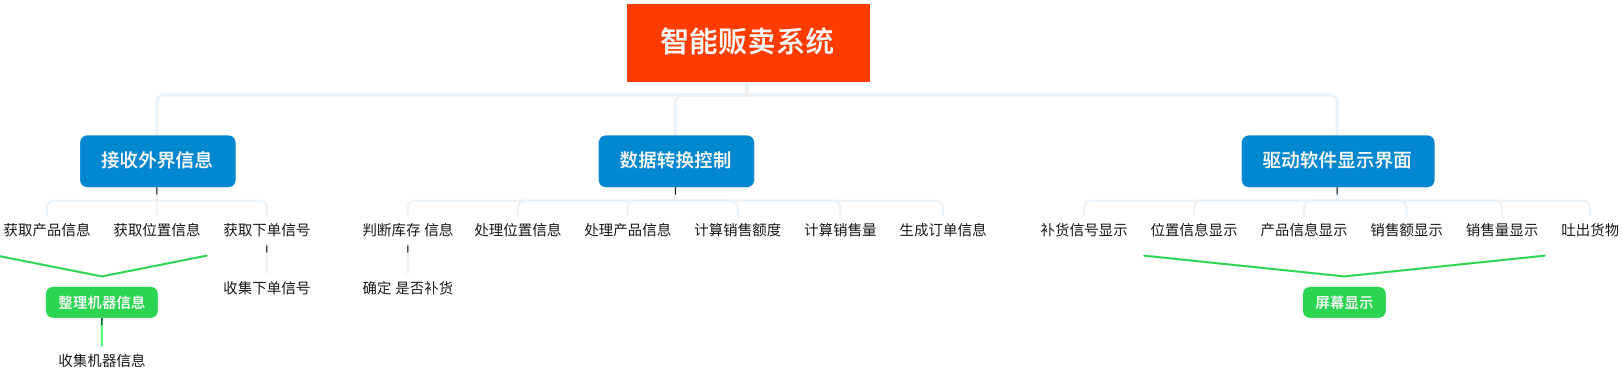 智能贩卖系统
接收外界信息
数据转换控制
驱动软件显示界面
获取产品信息
获取位置信息
获取下单信号
判断库存 信息
处理位置信息
处理产品信息
计算销售额度
计算销售量
生成订单信息
补货信号显示
位置信息显示
产品信息显示
销售额显示
销售量显示
吐出货物
收集下单信号
确定 是否补货
整理机器信息
屏幕显示
收集机器信息